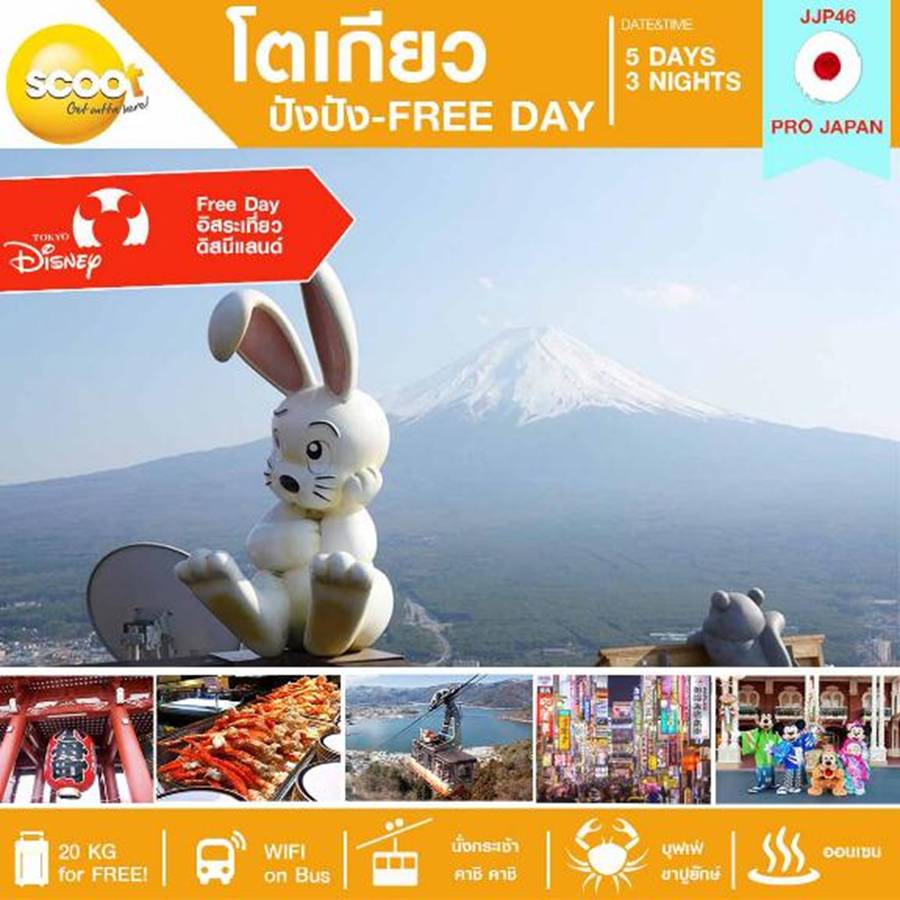 scoot
Get outta here!
โตเกียว
ปังปัง-FREE DAY
DATE&TIME
5 DAYS
3 NIGHTS
JJP46
PRO JAPAN
TOKYO
Disney
Free Day
อิสระเที่ยว
ดิสนีแลนด์
20 KG
for FREE!
WIFI
on Bus
นั่งกระเช้า
คาชิ คาชิ
บุฟเฟ่
ขาปูยักษ์
ออนเซน